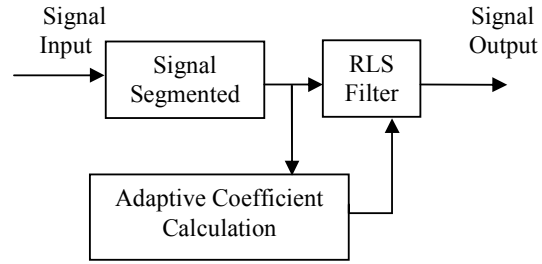 Signal
Input
Signal
Segmented
RLS
Filter
Signal
Output
Adaptive Coefficient
Calculation